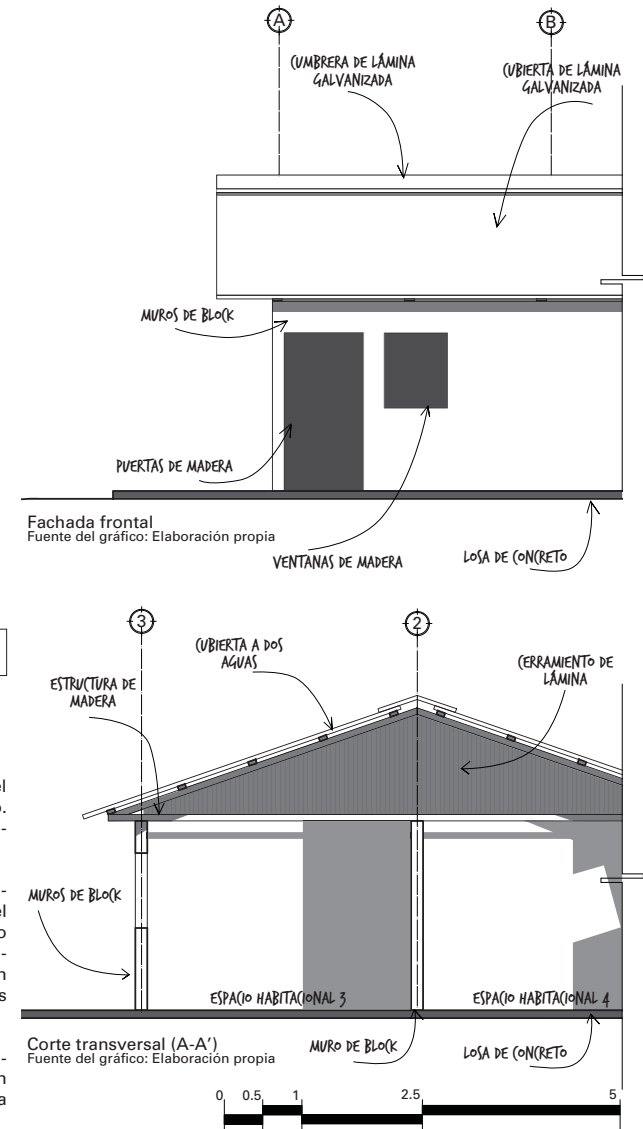 A
B
CUMBRERA DE LÁMINA
GALVANIZADA
CUBIERTA DE LÁMINA
GALVANIZADA
MUROS DE BLOCK
PUERTAS DE MADERA
Fachada frontal
Fuente del gráfico: Elaboración propia
VENTANAS DE MADERA
LOSA DE CONCRETO
3
2
CUBIERTA A DOS
AGUAS
CERRAMIENTO DE
LÁMINA
ESTRUCTURA DE
MADERA
MUROS DE BLOCK
ESPACIO HABITACIONAL 3
ESPACIO HABITACIONAL 4
Corte transversal (A-A')
Fuente del gráfico: Elaboración propia
MURO DE BLOCK
LOSA DE CONCRETO
0 0.5 1 2.5 5